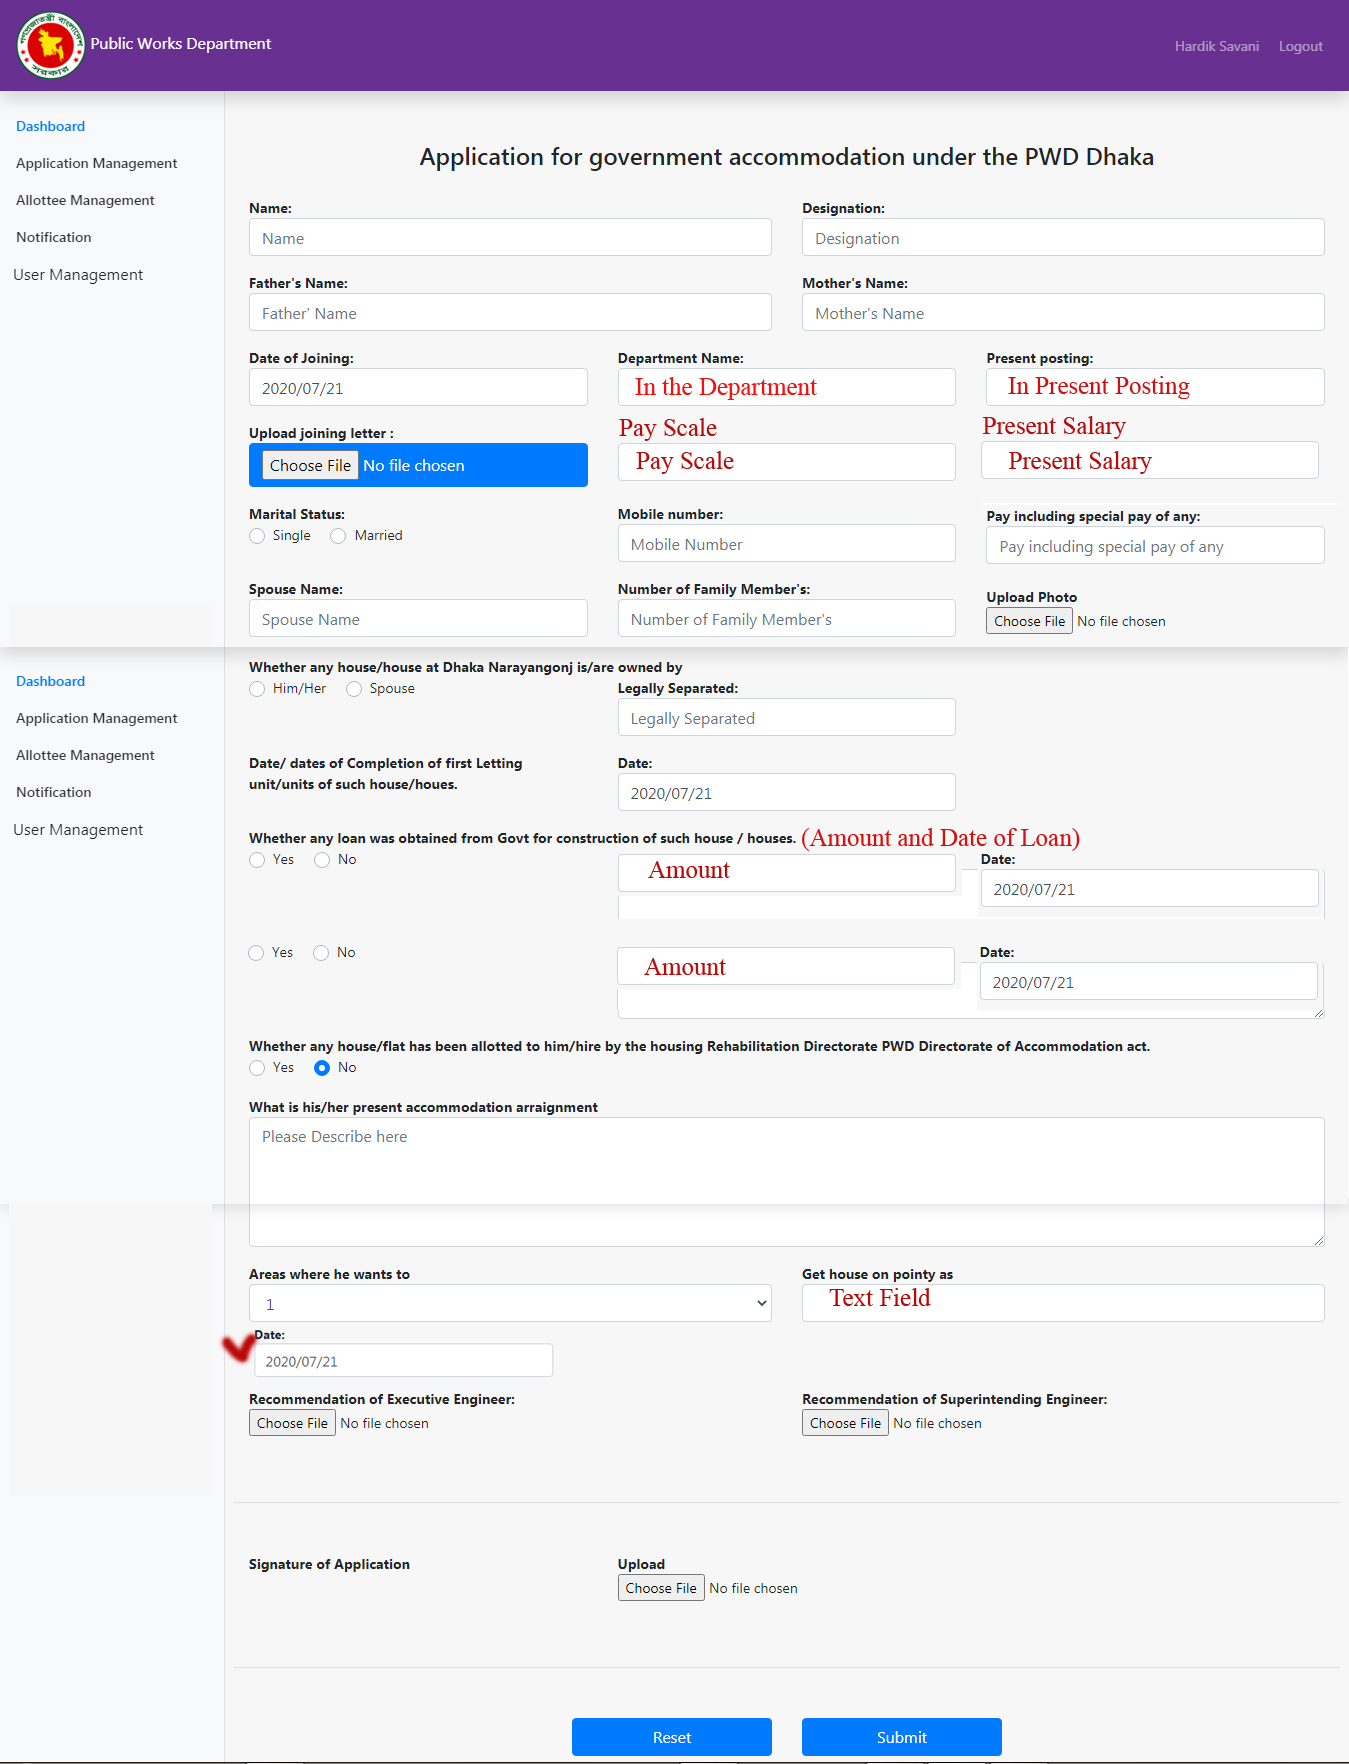 গণপ্রজাতন্ত্রী বাংলাদেশ
সরকার
Public Works Department
Hardik Savani Logout
Dashboard
Application Management
Allottee Management
Notification
User Management
Application for government accommodation under the PWD Dhaka
Name: Designation:
Name Designation
Father's Name: Mother's Name:
Father' Name Mother's Name
Date of Joining: Department Name: Present posting:
2020/07/21 In the Department In Present Posting
Upload joining letter : Pay Scale Present Salary
Choose File No file chosen Pay Scale Present Salary
Marital Status: Mobile number: Pay including special pay of any:
Single Married Mobile Number Pay including special pay of any
Spouse Name: Number of Family Member's: Upload Photo
Spouse Name Number of Family Member's Choose File No file chosen
Dashboard
Application Management
Allottee Management
Notification
User Management
Whether any house/house at Dhaka Narayangonj is/are owned by
Him/Her Spouse Legally Separated:
Legally Separated
Date/ dates of Completion of first Letting Date:
unit/units of such house/houes. 2020/07/21
Whether any loan was obtained from Govt for construction of such house / houses. (Amount and Date of Loan)
Yes No Amount Date:
2020/07/21
Yes No Amount Date:
2020/07/21
Whether any house/flat has been allotted to him/hire by the housing Rehabilitation Directorate PWD Directorate of Accommodation act.
Yes No
What is his/her present accommodation arraignment
Please Describe here
Areas where he wants to Get house on pointy as
1 Text Field
Date:
2020/07/21
Recommendation of Executive Engineer: Recommendation of Superintending Engineer:
Choose File No file chosen Choose File No file chosen
Signature of Application Upload
Choose File No file chosen
Reset Submit